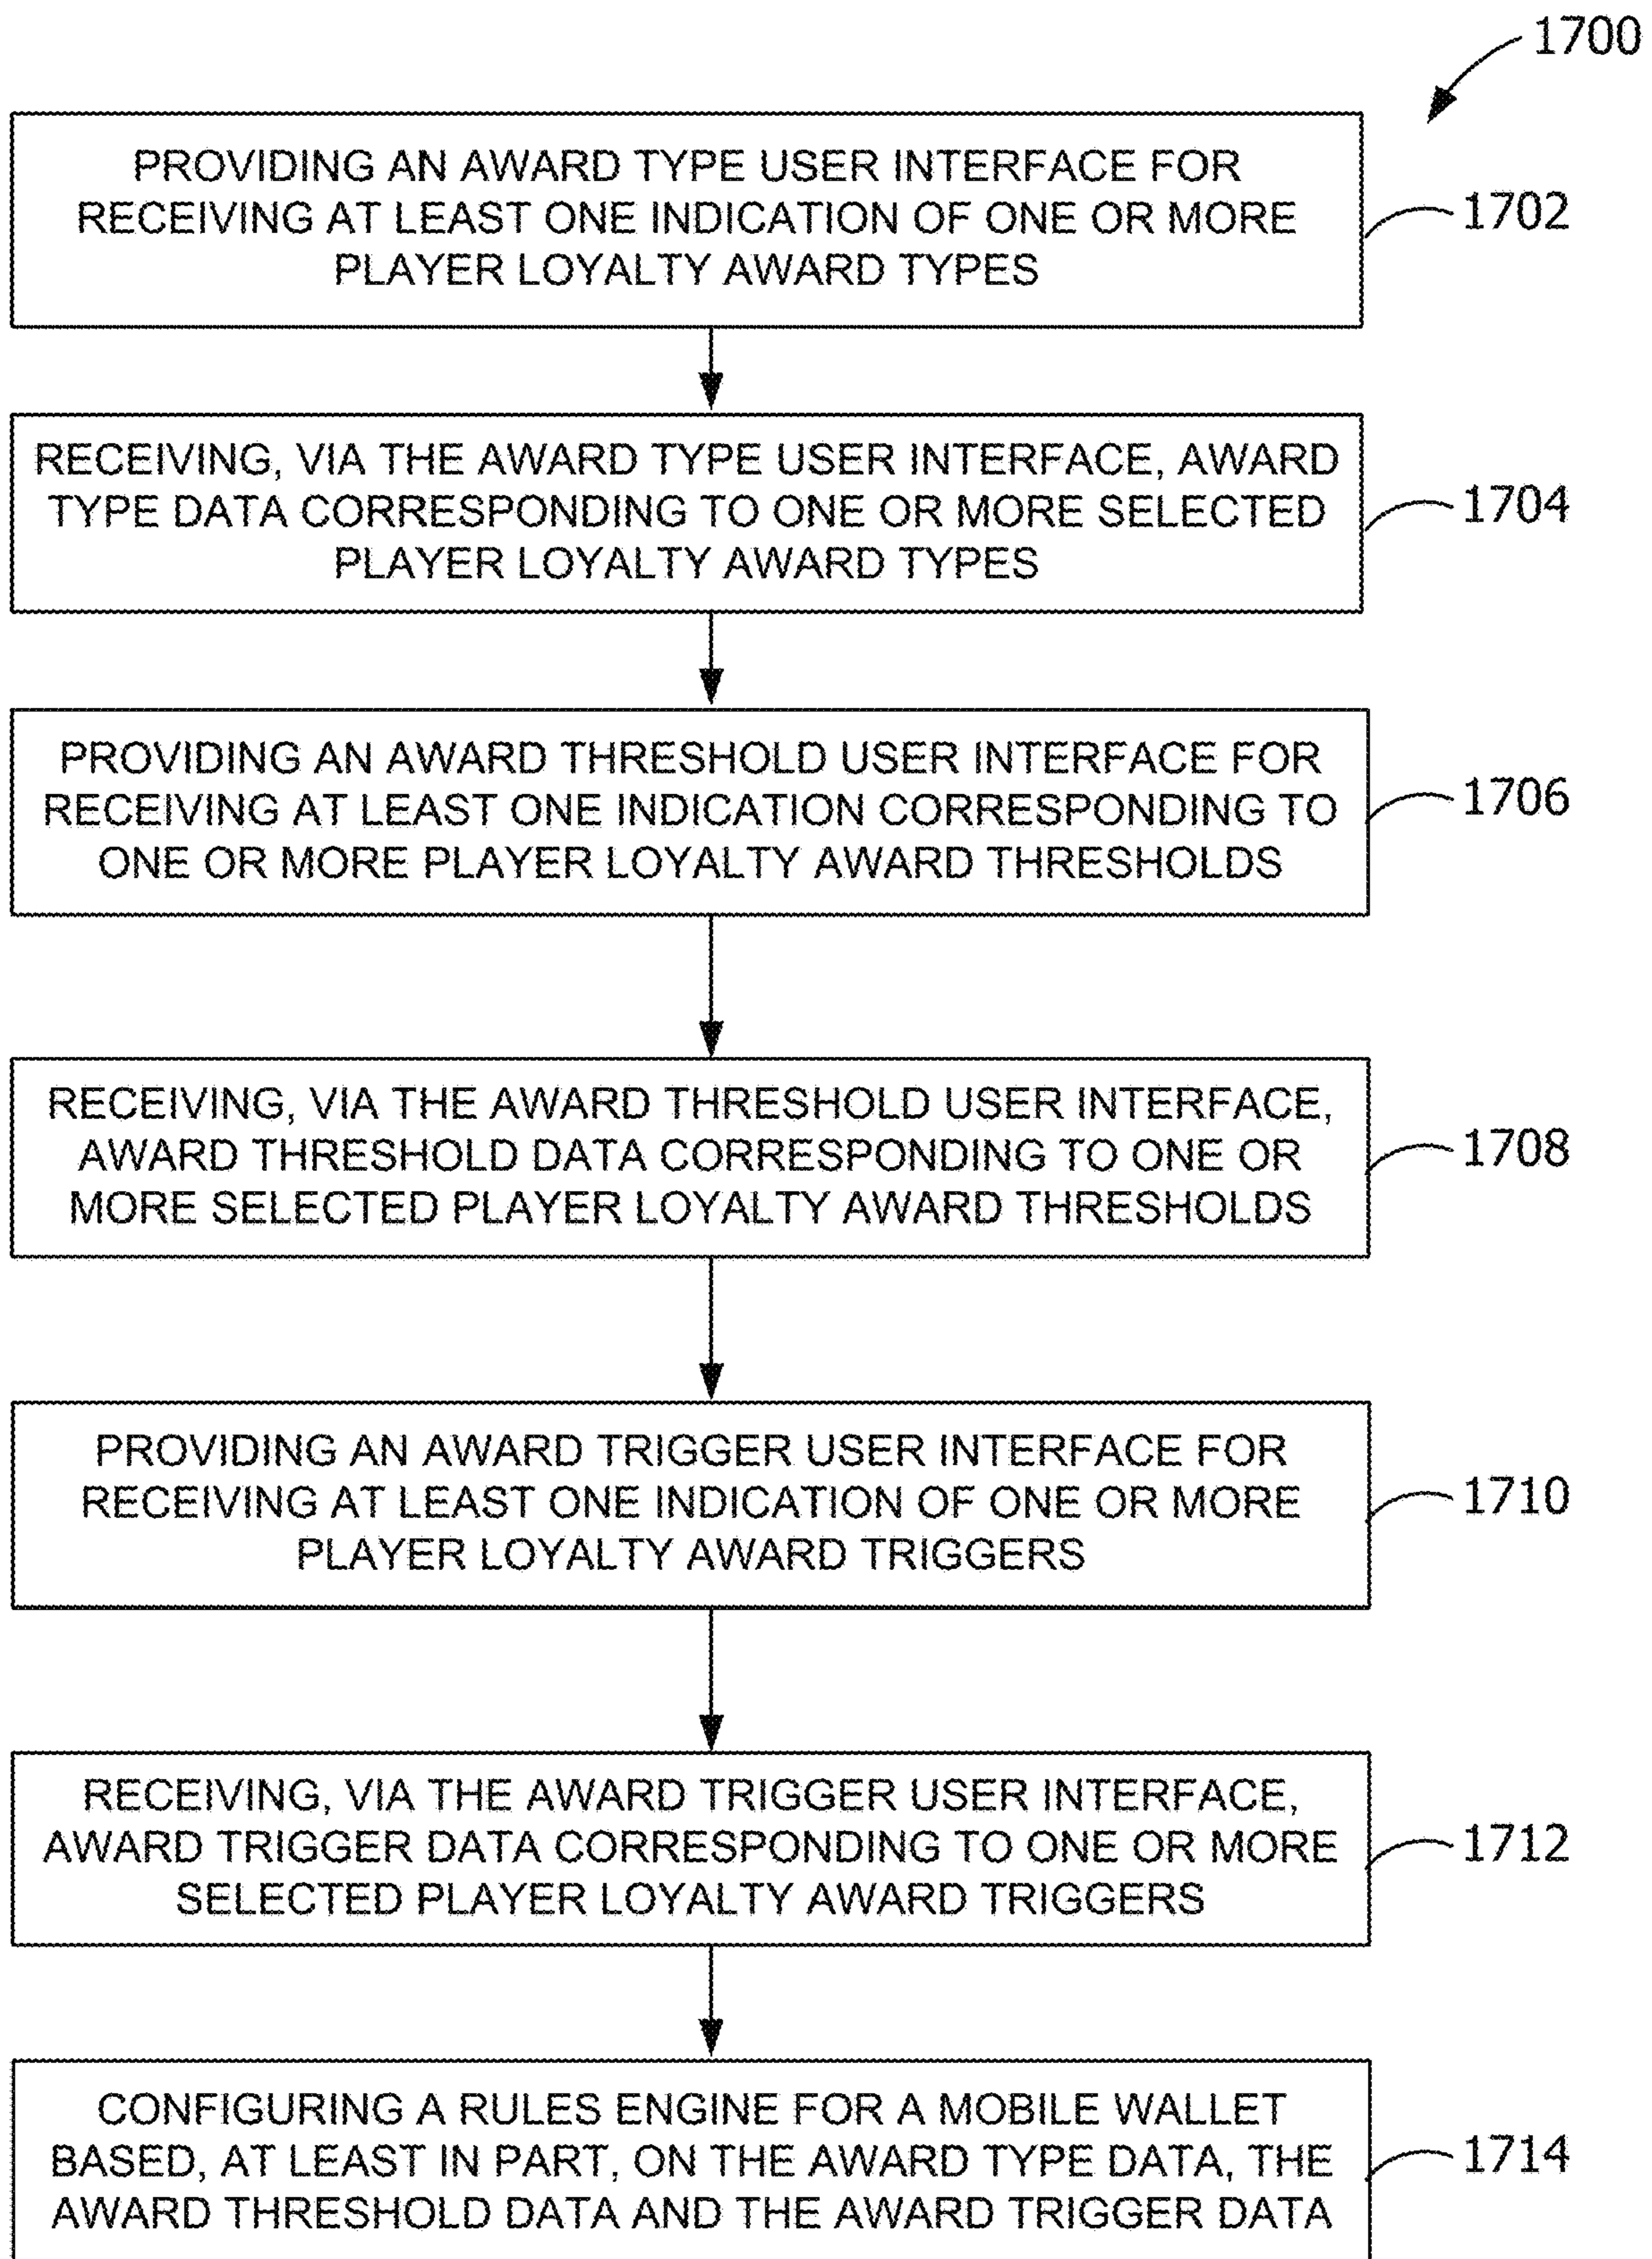 1700
PROVIDING AN AWARD TYPE USER INTERFACE FOR
RECEIVING AT LEAST ONE INDICATION OF ONE OR MORE
PLAYER LOYALTY AWARD TYPES
1702
RECEIVING, VIA THE AWARD TYPE USER INTERFACE, AWARD
TYPE DATA CORRESPONDING TO ONE OR MORE SELECTED
PLAYER LOYALTY AWARD TYPES
1704
PROVIDING AN AWARD THRESHOLD USER INTERFACE FOR
RECEIVING AT LEAST ONE INDICATION CORRESPONDING TO
ONE OR MORE PLAYER LOYALTY AWARD THRESHOLDS
1706
RECEIVING, VIA THE AWARD THRESHOLD USER INTERFACE,
AWARD THRESHOLD DATA CORRESPONDING TO ONE OR
MORE SELECTED PLAYER LOYALTY AWARD THRESHOLDS
1708
PROVIDING AN AWARD TRIGGER USER INTERFACE FOR
RECEIVING AT LEAST ONE INDICATION OF ONE OR MORE
PLAYER LOYALTY AWARD TRIGGERS
1710
RECEIVING, VIA THE AWARD TRIGGER USER INTERFACE,
AWARD TRIGGER DATA CORRESPONDING TO ONE OR MORE
SELECTED PLAYER LOYALTY AWARD TRIGGERS
1712
CONFIGURING A RULES ENGINE FOR A MOBILE WALLET
BASED, AT LEAST IN PART, ON THE AWARD TYPE DATA, THE
AWARD THRESHOLD DATA AND THE AWARD TRIGGER DATA
1714